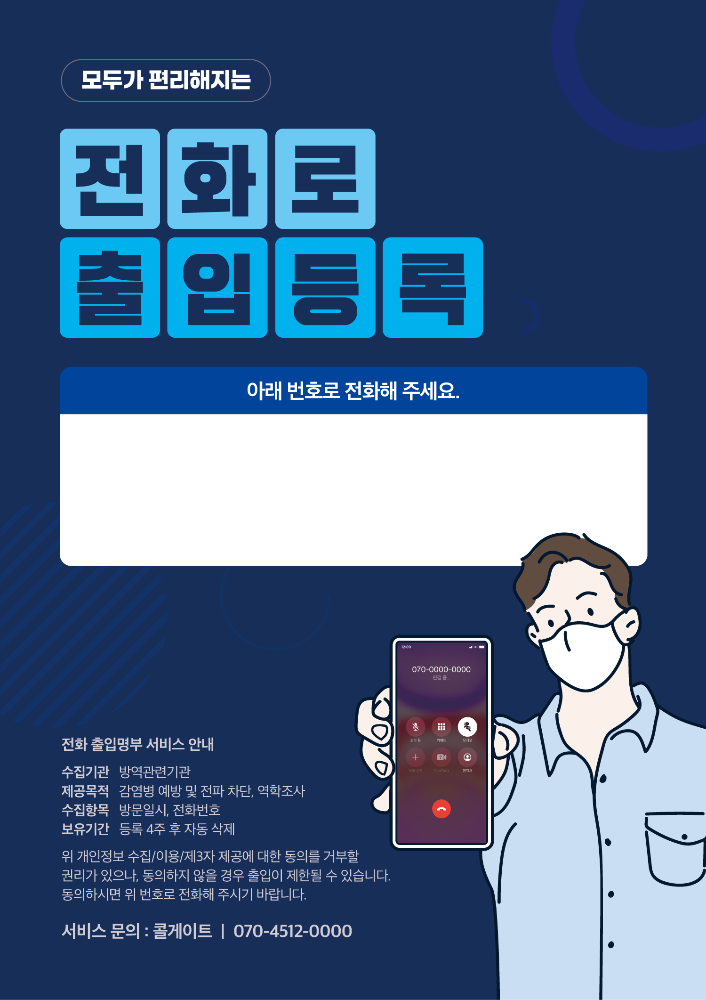 모두가 편리해지는
전화로
출입등록
아래 번호로 전화해 주세요.
12:09 LTE
070-0000-0000
연결 중...
소리 끔 키패드 오디오
통화 추가 FaceTime 연락처
전화 출입명부 서비스 안내
수집기관 방역관련기관
제공목적 감염병 예방 및 전파 차단, 역학조사
수집항목 방문일시, 전화번호
보유기간 등록 4주 후 자동 삭제
위 개인정보 수집/이용/제3자 제공에 대한 동의를 거부할
권리가 있으나, 동의하지 않을 경우 출입이 제한될 수 있습니다.
동의하시면 위 번호로 전화해 주시기 바랍니다.
서비스 문의 : 콜게이트 | 070-4512-0000